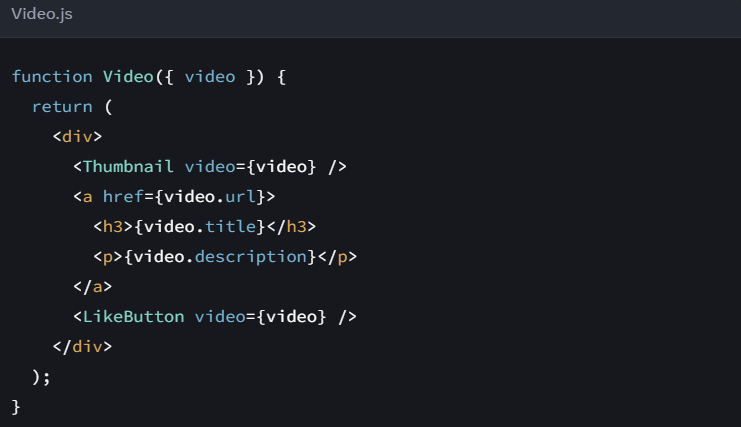 Video.js
function Video({ video }) {
  return (
    <div>
      <Thumbnail video={video} />
      <a href={video.url}>
        <h3>{video.title}</h3>
        <p>{video.description}</p>
      </a>
      <LikeButton video={video} />
    </div>
  );
}